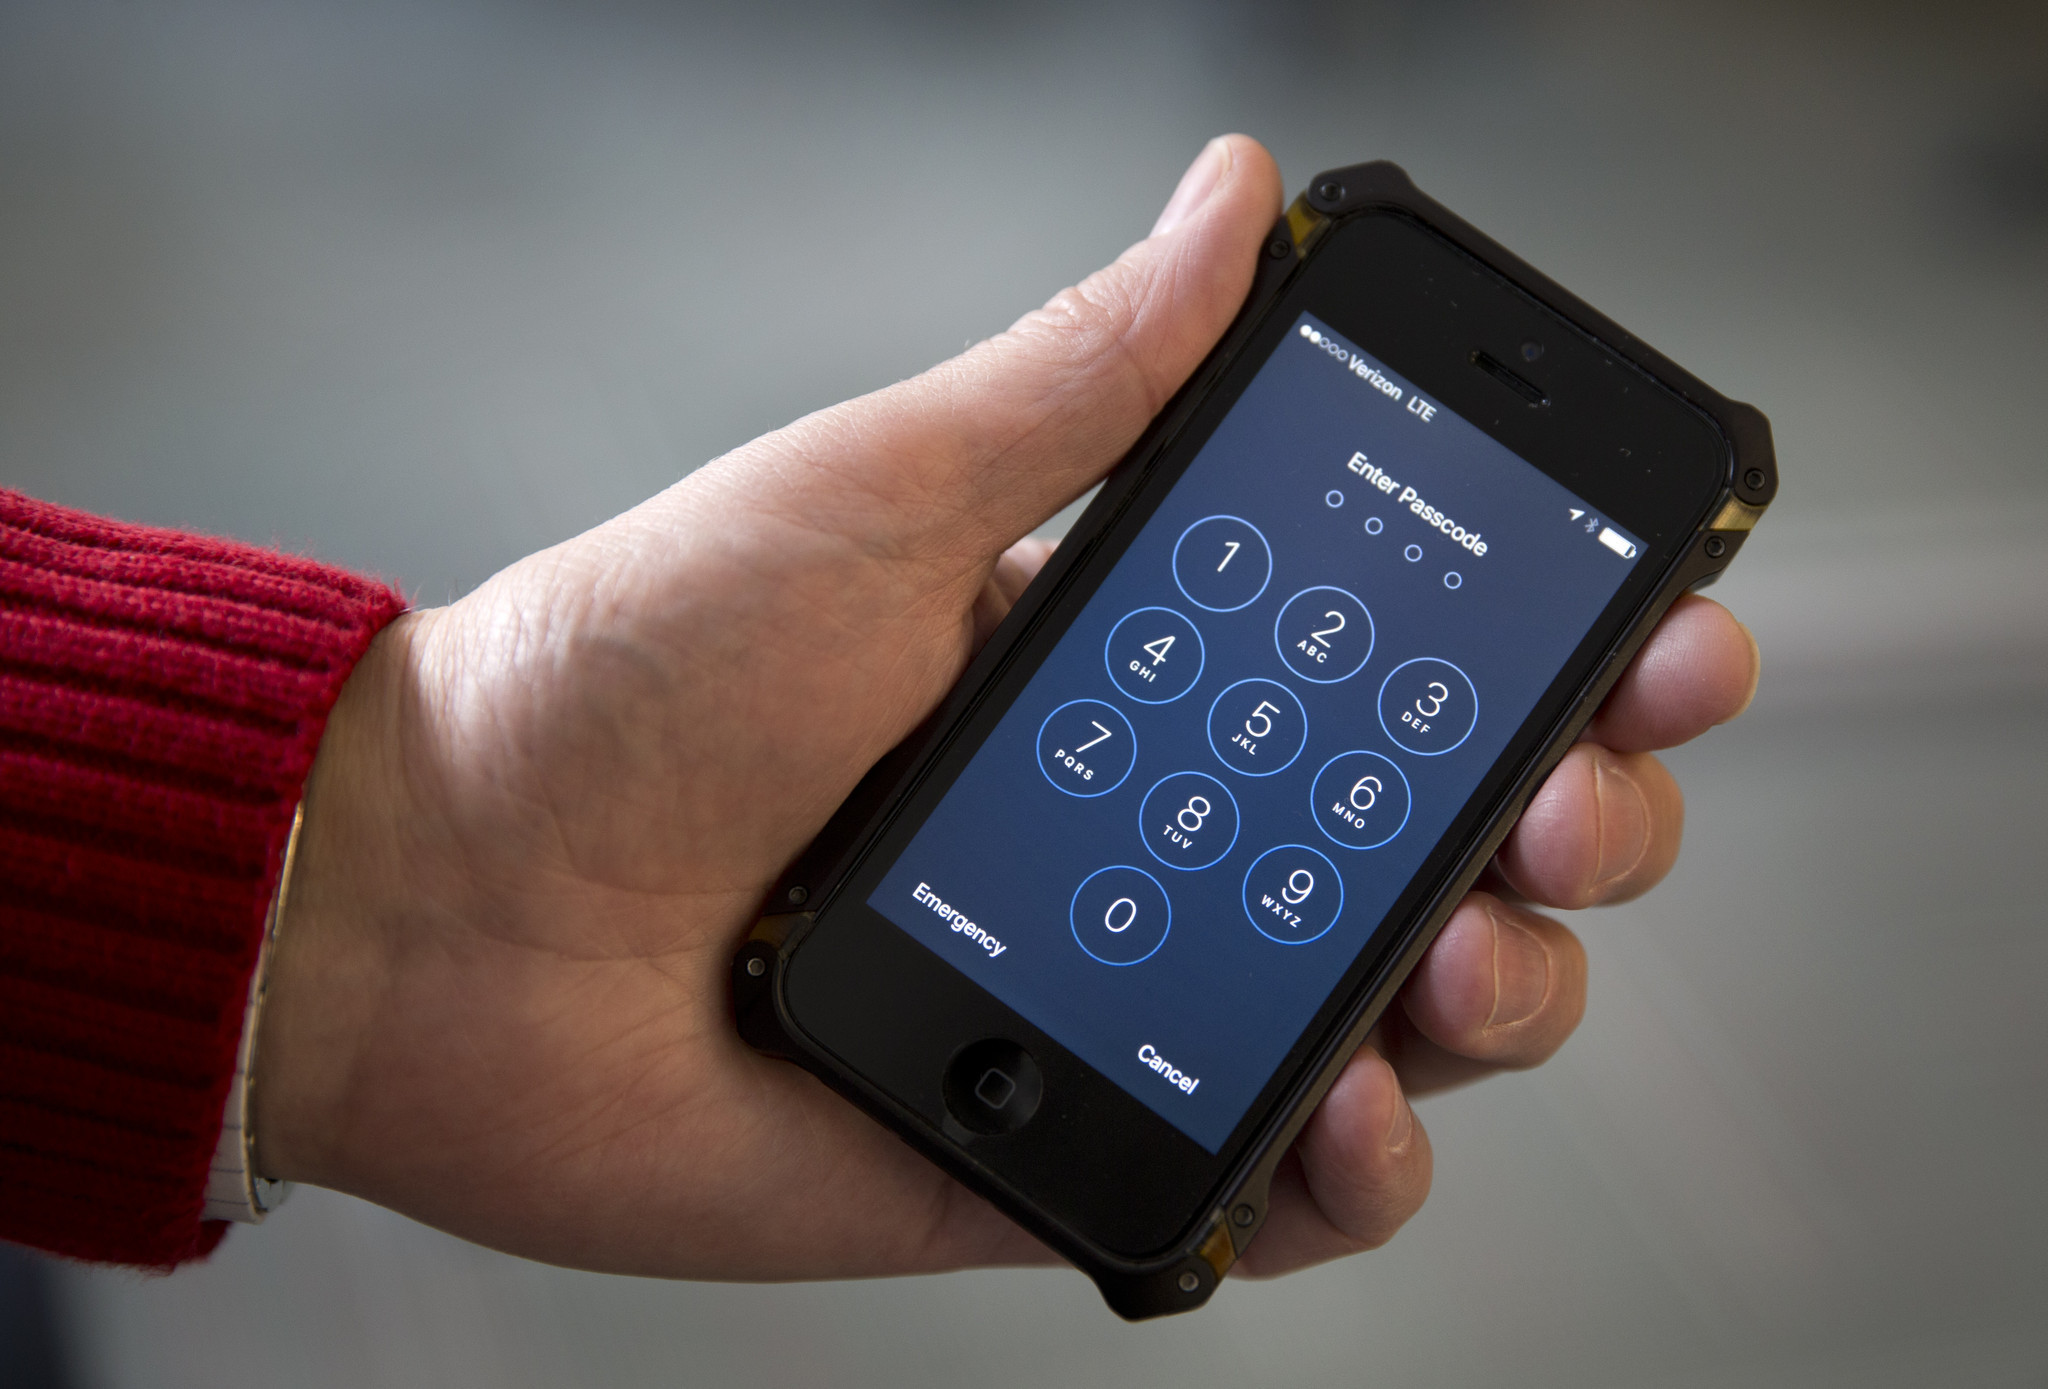 Verizon LTE
Enter Passcode
1
2
ABC
3
DEF
4
GHI
5
JKL
6
MNO
7
PQRS
8
TUV
9
WXYZ
0
Emergency
Cancel